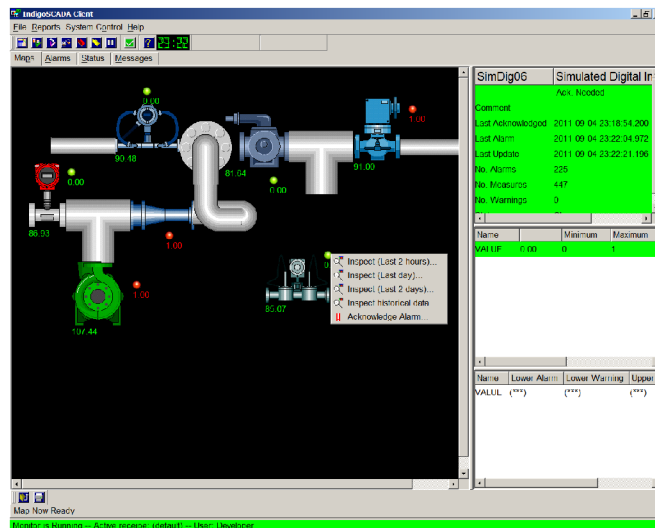 IndigoSCADA Client
File Reports System Control Help
23:22
Maps Alarms Status Messages
0.00
1.00
90.48
81.64
91.00
0.00
0.00
86.93
1.00
1.00
107.44
85.07
Inspect (Last 2 hours)...
Inspect (Last day)...
Inspect (Last 2 days)...
Inspect historical data
Acknowledge Alarm...
SimDig06 Simulated Digital In
Ack. Needed
Comment
Last Acknowledged 2011 09 04 23:18:54.200
Last Alarm 2011 09 04 23:22:04.972
Last Update 2011 09 04 23:22:21.196
No. Alarms 225
No. Measures 447
No. Warnings 0
Name Minimum Maximum
VALUE 0.00 0 1
Name Lower Alarm Lower Warning Upper
VALUE (***) (***) (***)
Map Now Ready
Monitor is Running -- Active receipe: (default) -- User: Developer